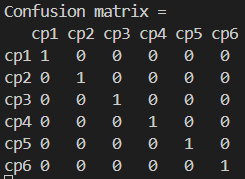 Confusion matrix =
cp1 cp2 cp3 cp4 cp5 cp6
cp1 1 0 0 0 0 0
cp2 0 1 0 0 0 0
cp3 0 0 1 0 0 0
cp4 0 0 0 1 0 0
cp5 0 0 0 0 1 0
cp6 0 0 0 0 0 1